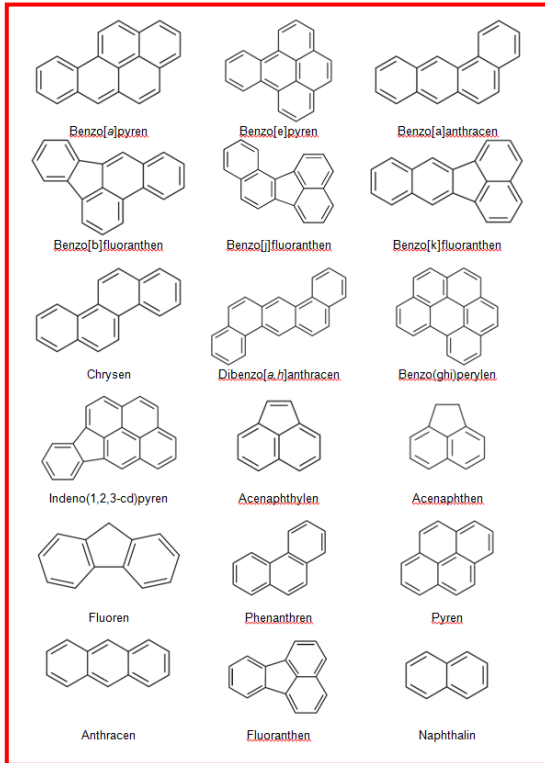 Benzo[a]pyren
Benzo[e]pyren
Benzo[a]anthracen
Benzo[b]fluoranthen
Benzo[j]fluoranthen
Benzo[k]fluoranthen
Chrysen
Dibenzo[a,h]anthracen
Benzo(ghi)perylen
Indeno(1,2,3-cd)pyren
Acenaphthylen
Acenaphthen
Fluoren
Phenanthren
Pyren
Anthracen
Fluoranthen
Naphthalin